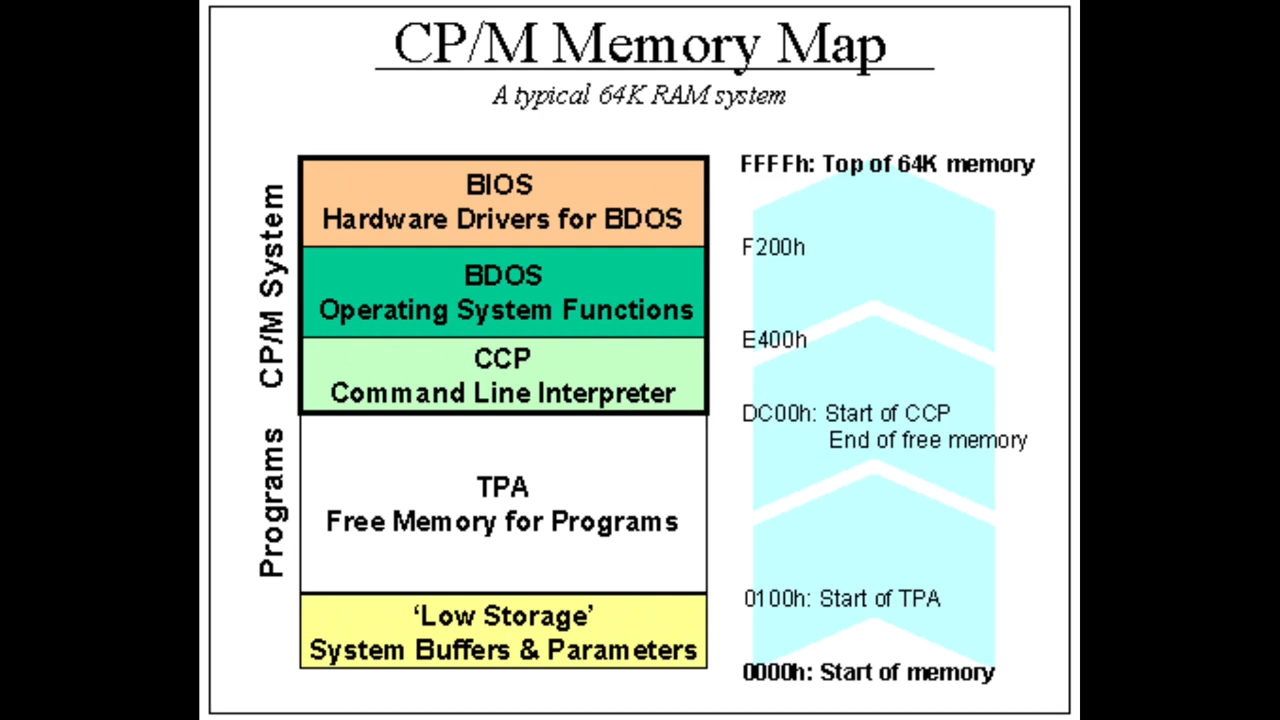 CP/M Memory Map
A typical 64K RAM system
CP/M System
BIOS
Hardware Drivers for BDOS
BDOS
Operating System Functions
CCP
Command Line Interpreter
Programs
TPA
Free Memory for Programs
‘Low Storage’
System Buffers & Parameters
FFFFh: Top of 64K memory
F200h
E400h
DC00h: Start of CCP
End of free memory
0100h: Start of TPA
0000h: Start of memory